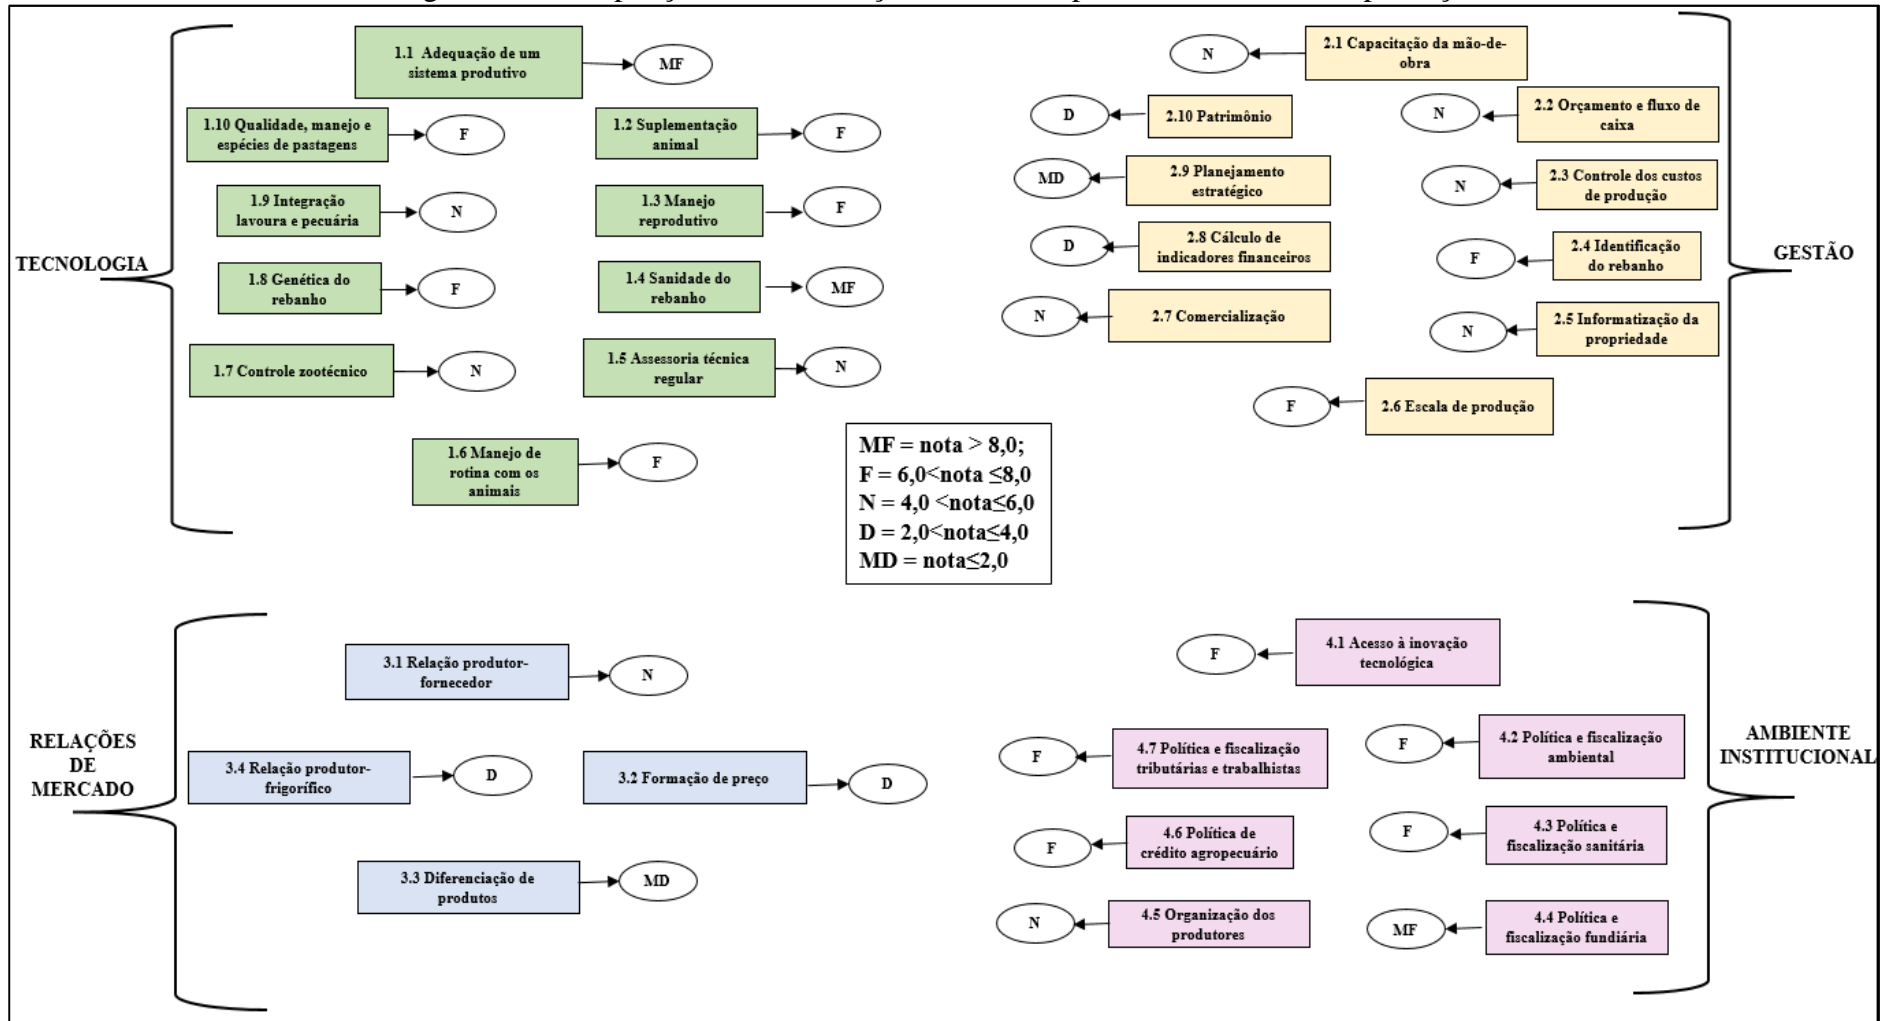 TECNOLOGIA
1.1 Adequação de um
sistema produtivo
MF
1.10 Qualidade, manejo e
espécies de pastagens
F
1.2 Suplementação
animal
F
1.9 Integração
lavoura e pecuária
N
1.3 Manejo
reprodutivo
F
1.8 Genética do
rebanho
F
1.4 Sanidade do
rebanho
MF
1.7 Controle zootécnico
N
1.5 Assessoria técnica
regular
N
1.6 Manejo de
rotina com os
animais
F
GESTÃO
N
2.1 Capacitação da mão-de-
obra
D
2.10 Patrimônio
N
2.2 Orçamento e fluxo de
caixa
MD
2.9 Planejamento
estratégico
N
2.3 Controle dos custos
de produção
D
2.8 Cálculo de
indicadores financeiros
F
2.4 Identificação
do rebanho
N
2.7 Comercialização
N
2.5 Informatização da
propriedade
F
2.6 Escala de produção
MF = nota > 8,0;
F = 6,0<nota ≤8,0
N = 4,0 <nota≤6,0
D = 2,0<nota≤4,0
MD = nota≤2,0
RELAÇÕES
DE
MERCADO
3.1 Relação produtor-
fornecedor
N
3.4 Relação produtor-
frigorífico
D
3.2 Formação de preço
D
3.3 Diferenciação de
produtos
MD
AMBIENTE
INSTITUCIONAL
F
4.1 Acesso à inovação
tecnológica
F
4.7 Política e fiscalização
tributárias e trabalhistas
F
4.2 Política e fiscalização
ambiental
F
4.6 Política de
crédito agropecuário
F
4.3 Política e
fiscalização sanitária
N
4.5 Organização dos
produtores
MF
4.4 Política e
fiscalização fundiária